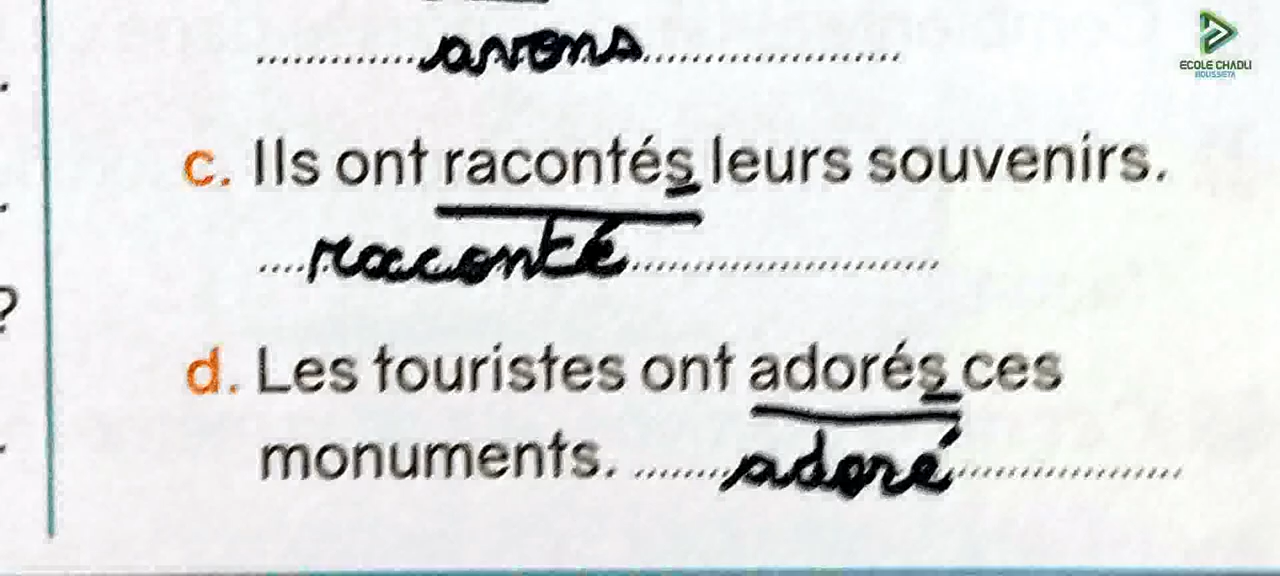 avons
ECOLE CHADLI
c. Ils ont racontés leurs souvenirs.
raconté
?
d. Les touristes ont adorés ces
monuments. adoré